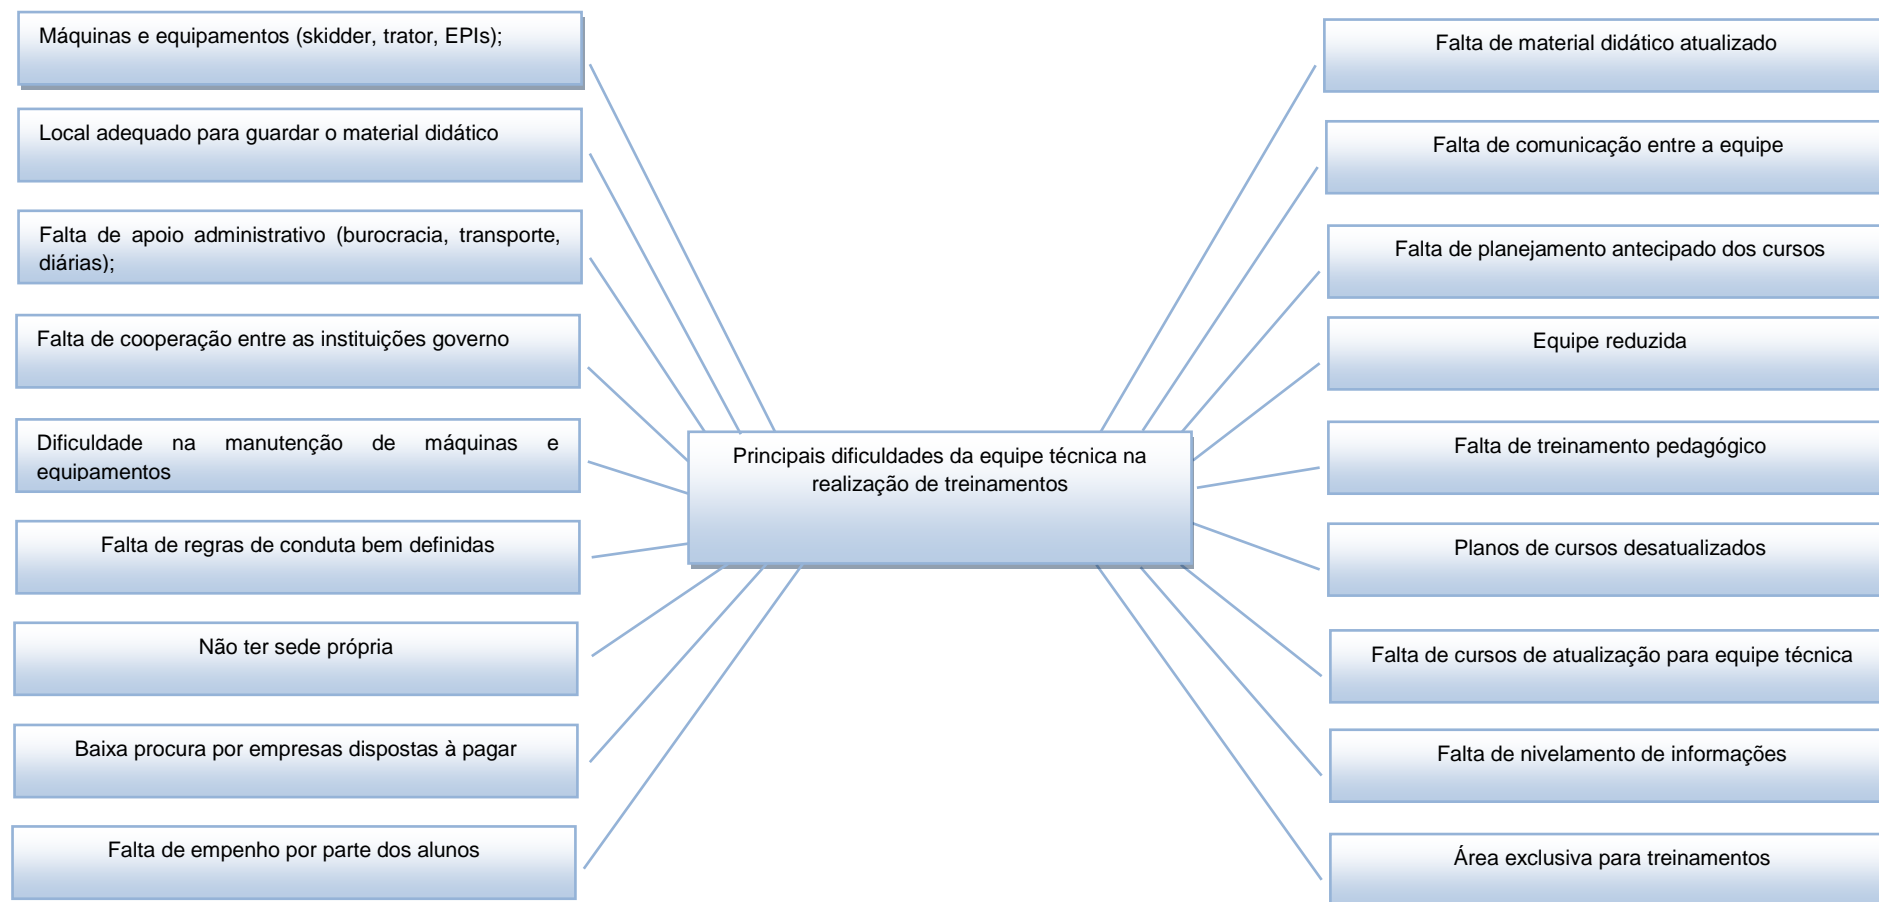 Máquinas e equipamentos (skidder, trator, EPIs);
Local adequado para guardar o material didático
Falta de apoio administrativo (burocracia, transporte,
diárias);
Falta de cooperação entre as instituições governo
Dificuldade na manutenção de máquinas e
equipamentos
Falta de regras de conduta bem definidas
Não ter sede própria
Baixa procura por empresas dispostas à pagar
Falta de empenho por parte dos alunos
Principais dificuldades da equipe técnica na
realização de treinamentos
Falta de material didático atualizado
Falta de comunicação entre a equipe
Falta de planejamento antecipado dos cursos
Equipe reduzida
Falta de treinamento pedagógico
Planos de cursos desatualizados
Falta de cursos de atualização para equipe técnica
Falta de nivelamento de informações
Área exclusiva para treinamentos